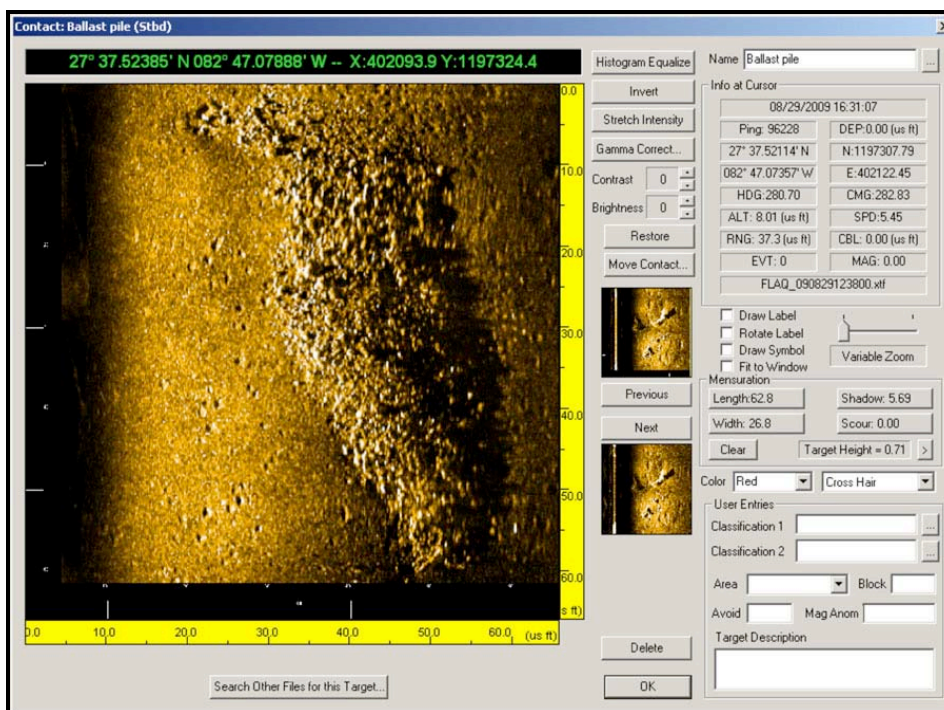 Contact: Ballast pile (Stbd)
27° 37.52385' N 082° 47.07888' W -- X:402093.9 Y:1197324.4
0.0
10.0
20.0
30.0
40.0
50.0
60.0
s ft)
0.0 10.0 20.0 30.0 40.0 50.0 60.0 (us ft)
Search Other Files for this Target...
Histogram Equalize
Invert
Stretch Intensity
Gamma Correct...
Contrast 0
Brightness 0
Restore
Move Contact...
Previous
Next
Delete
OK
Name Ballast pile ...
Info at Cursor
08/29/2009 16:31:07
Ping: 96228 DEP:0.00 (us ft)
27° 37.52114' N N:1197307.79
082° 47.07357' W E:402122.45
HDG:280.70 CMG:282.83
ALT: 8.01 (us ft) SPD:5.45
RNG: 37.3 (us ft) CBL: 0.00 (us ft)
EVT: 0 MAG: 0.00
FLAQ_090829123800.xtf
Draw Label
Rotate Label
Draw Symbol
Fit to Window
Variable Zoom
Mensuration
Length:62.8 Shadow: 5.69
Width: 26.8 Scour: 0.00
Clear Target Height = 0.71 >
Color Red Cross Hair
User Entries
Classification 1 ...
Classification 2 ...
Area Block
Avoid Mag Anom
Target Description